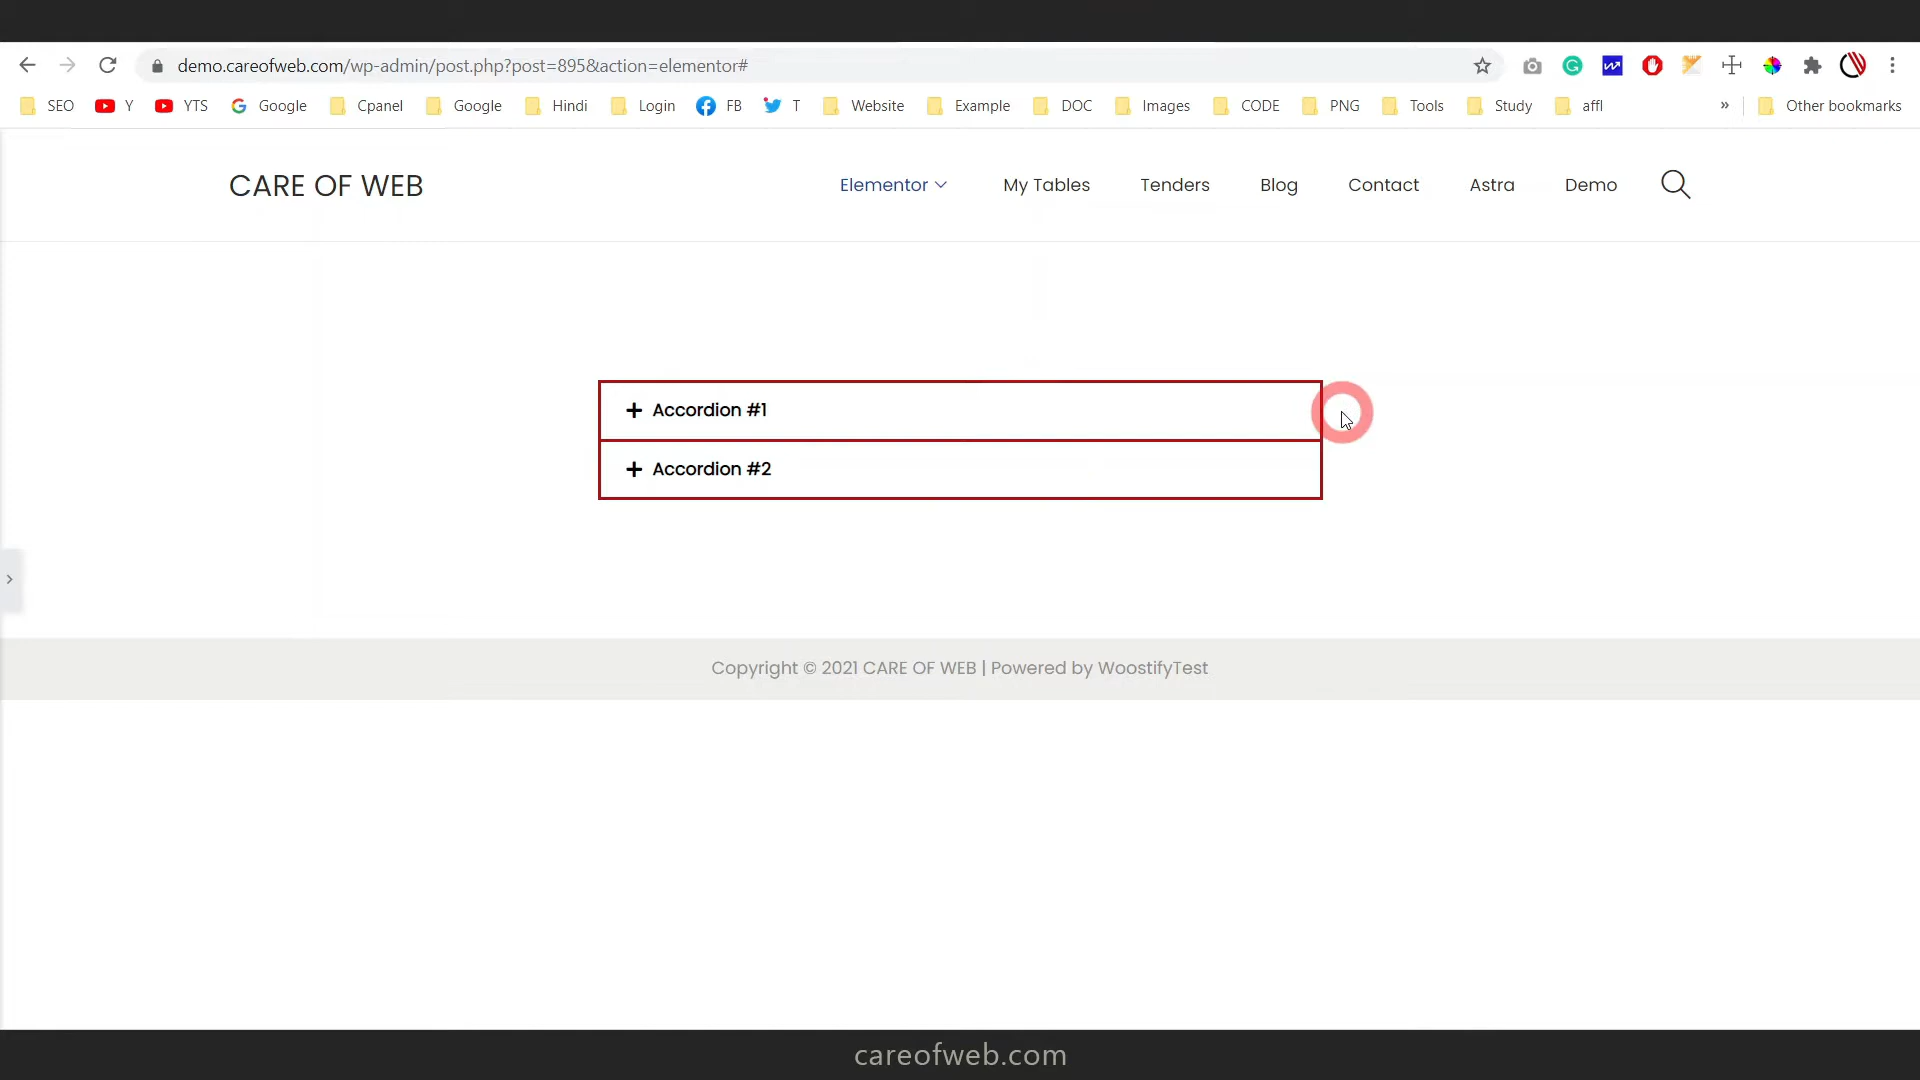 demo.careofweb.com/wp-admin/post.php?post=895&action=elementor#
SEO Y YTS Google Cpanel Google Hindi Login FB T Website Example DOC Images CODE PNG Tools Study affl » Other bookmarks
CARE OF WEB Elementor My Tables Tenders Blog Contact Astra Demo
+ Accordion #1
+ Accordion #2
Copyright © 2021 CARE OF WEB | Powered by WoostifyTest
careofweb.com